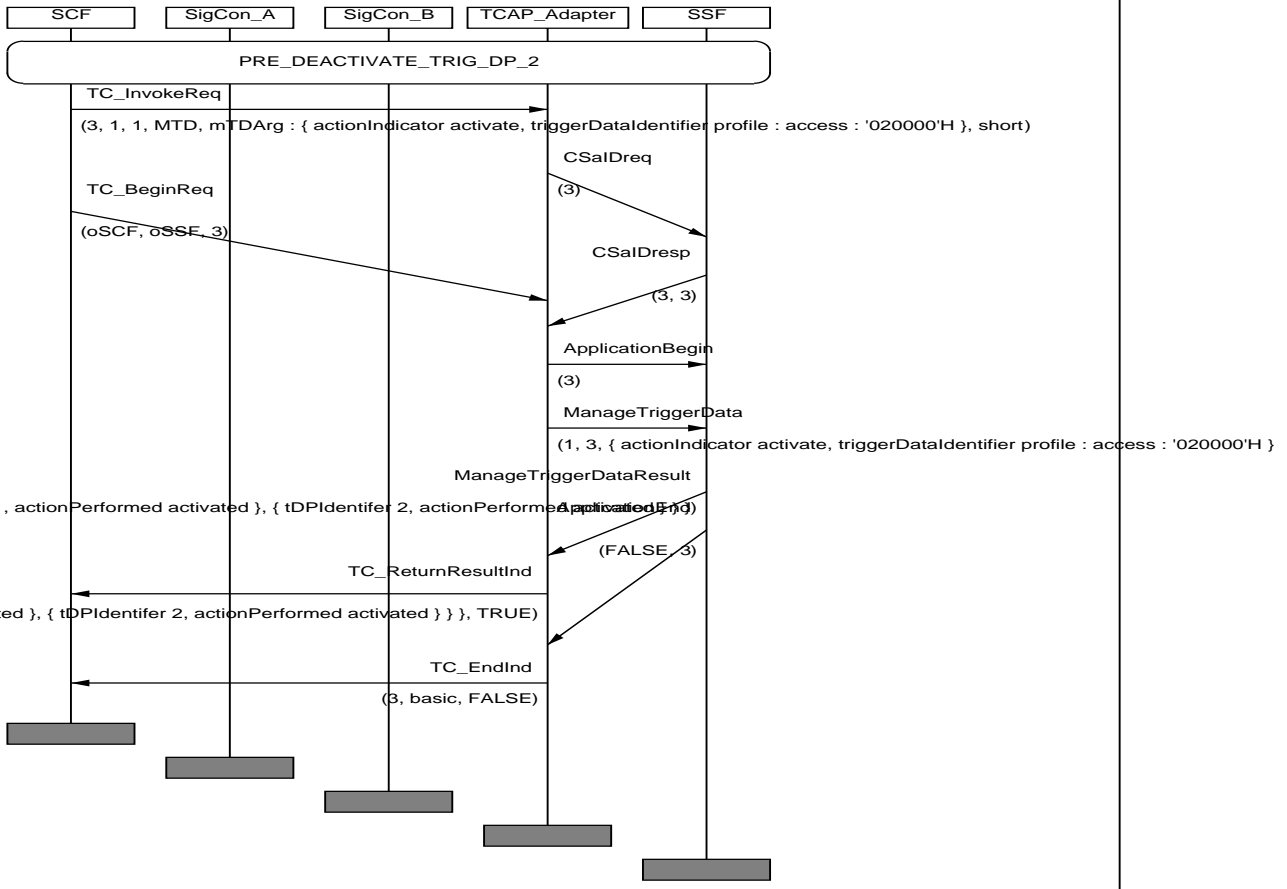 SCF SigCon_A SigCon_B TCAP_Adapter SSF
PRE_DEACTIVATE_TRIG_DP_2
TC_InvokeReq
(3, 1, 1, MTD, mTDArg : { actionIndicator activate, triggerDataIdentifier profile : access : '020000'H }, short)
CSaIDreq
(3)
TC_BeginReq
(oSCF, oSSF, 3)
CSaIDresp
(3, 3)
ApplicationBegin
(3)
ManageTriggerData
(1, 3, { actionIndicator activate, triggerDataIdentifier profile : access : '020000'H }
ManageTriggerDataResult
, actionPerformed activated }, { tDPIdentifer 2, actionPerformed activated } }
ApplicationEnd
(FALSE, 3)
TC_ReturnResultInd
ed }, { tDPIdentifer 2, actionPerformed activated } } }, TRUE)
TC_EndInd
(3, basic, FALSE)